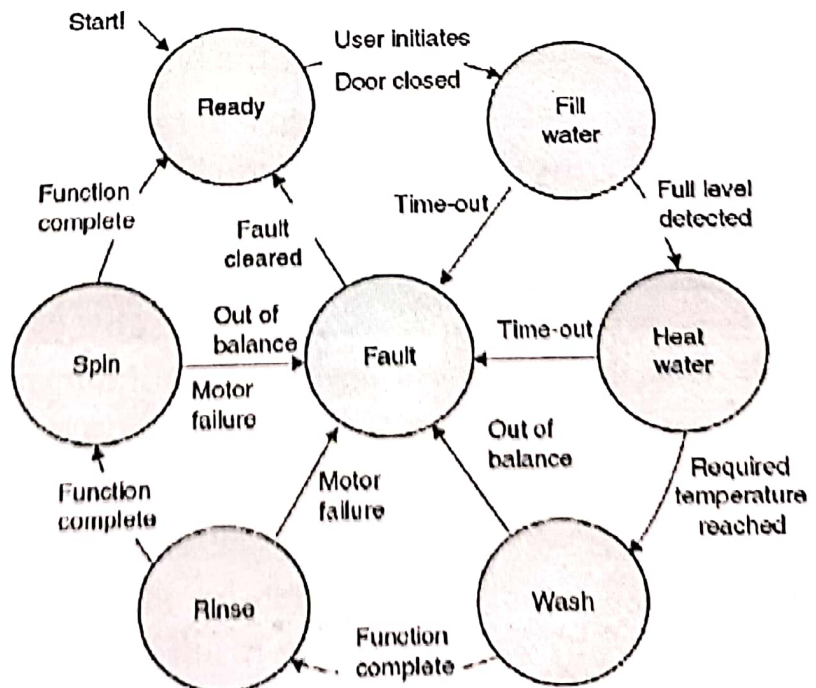 Start!
Ready
User initiates
Door closed
Fill
water
Function
complete
Fault
cleared
Time-out
Full level
detected
Spin
Out of
balance
Motor
failure
Fault
Time-out
Heat
water
Function
complete
Motor
failure
Out of
balance
Required
temperature
reached
Rinse
Function
complete
Wash